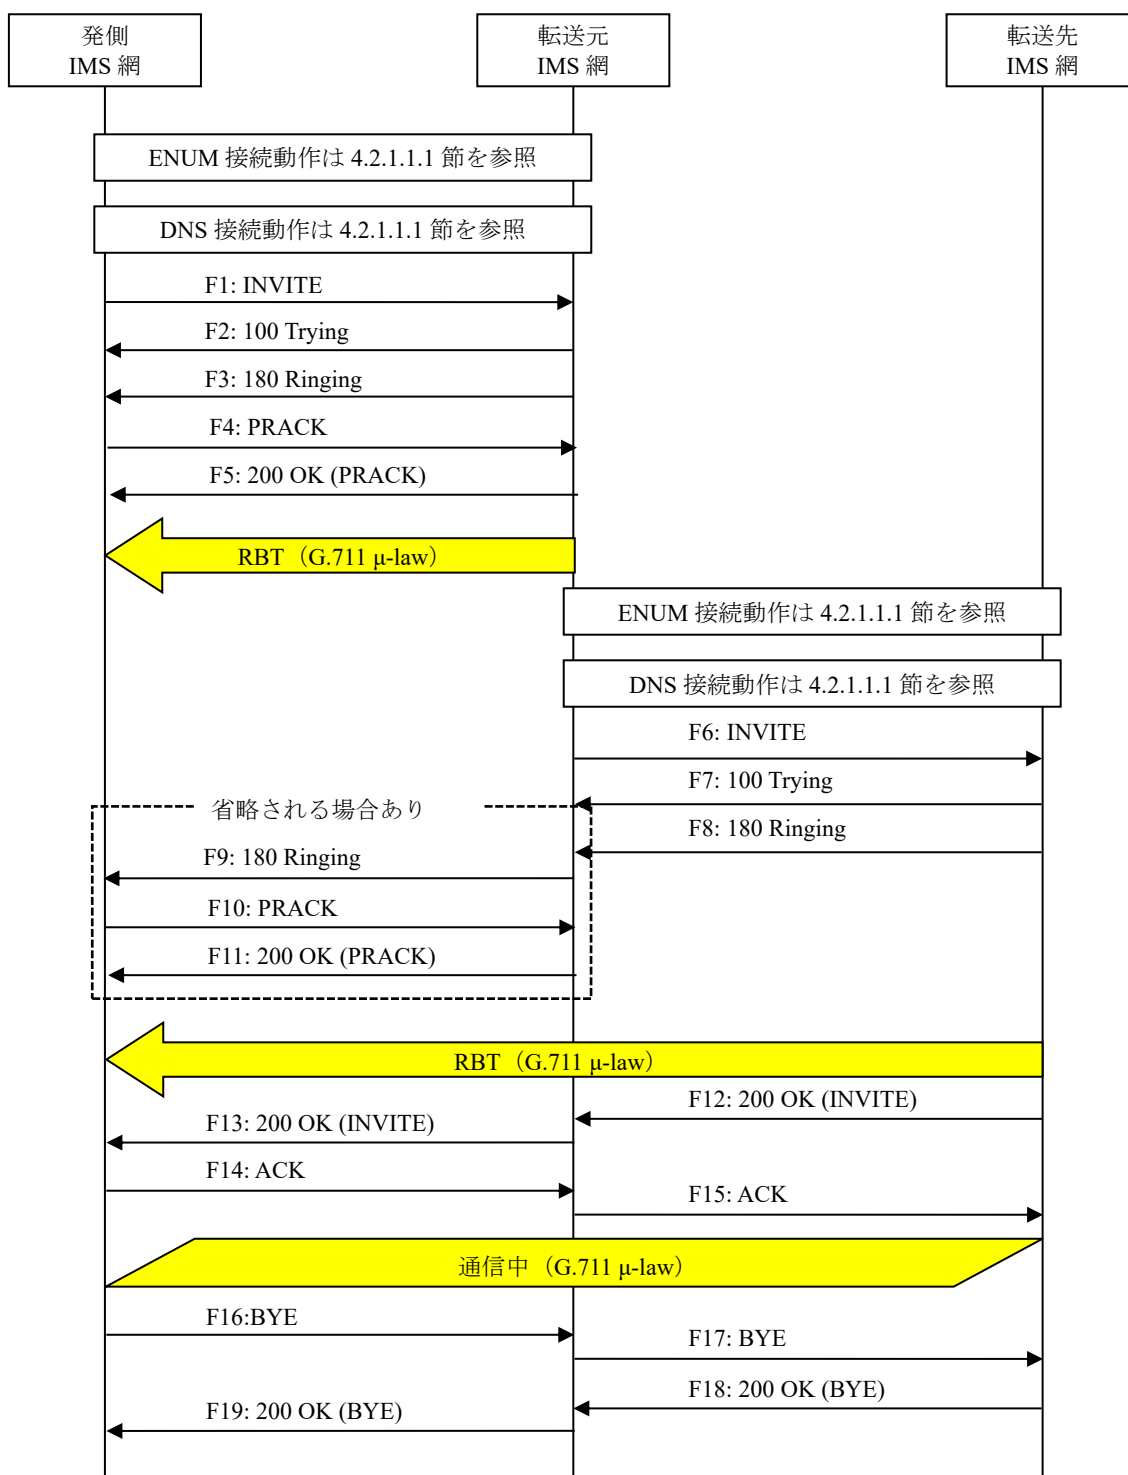 発側
IMS 網
転送元
IMS 網
転送先
IMS 網
ENUM 接続動作は 4.2.1.1.1 節を参照
DNS 接続動作は 4.2.1.1.1 節を参照
F1: INVITE
F2: 100 Trying
F3: 180 Ringing
F4: PRACK
F5: 200 OK (PRACK)
RBT（G.711 μ-law）
ENUM 接続動作は 4.2.1.1.1 節を参照
DNS 接続動作は 4.2.1.1.1 節を参照
F6: INVITE
F7: 100 Trying
省略される場合あり
F8: 180 Ringing
F9: 180 Ringing
F10: PRACK
F11: 200 OK (PRACK)
RBT（G.711 μ-law）
F12: 200 OK (INVITE)
F13: 200 OK (INVITE)
F14: ACK
F15: ACK
通信中（G.711 μ-law）
F16:BYE
F17: BYE
F18: 200 OK (BYE)
F19: 200 OK (BYE)